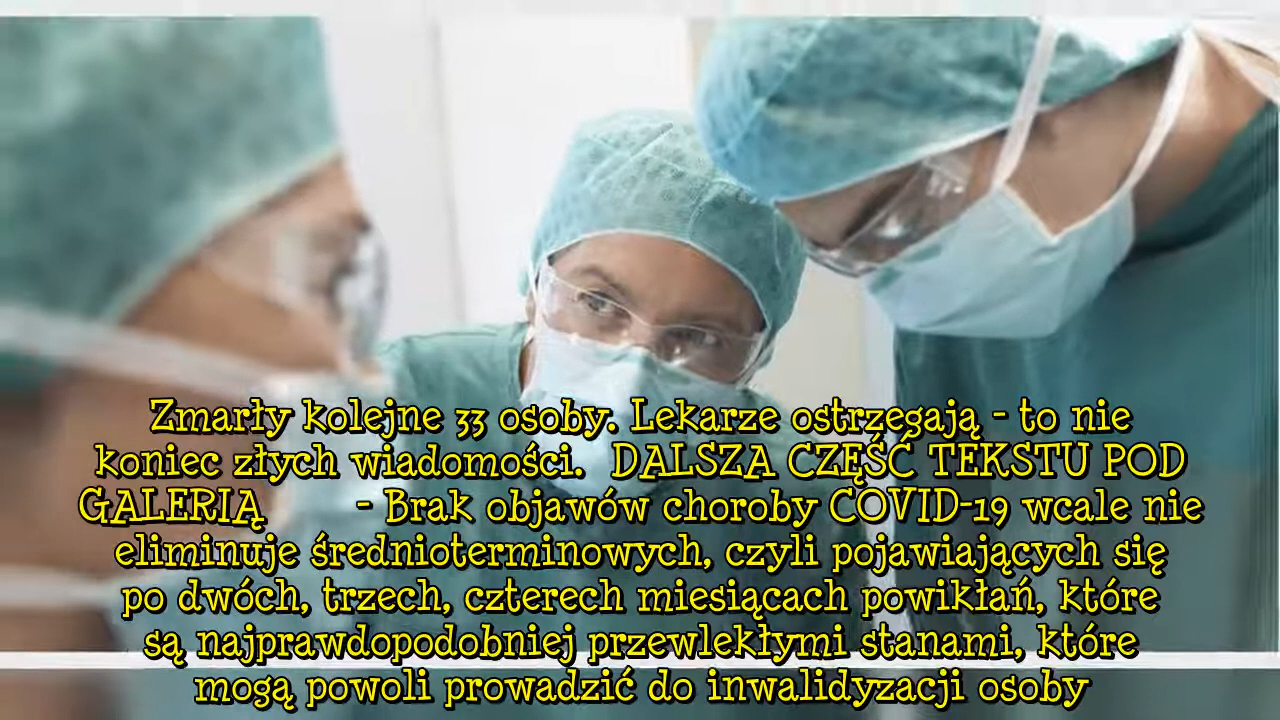 Zmarły kolejne 33 osoby. Lekarze ostrzegają - to nie
koniec złych wiadomości. DALSZA CZĘŚĆ TEKSTU POD
GALERIĄ - Brak objawów choroby COVID-19 wcale nie
eliminuje średnioterminowych, czyli pojawiających się
po dwóch, trzech, czterech miesiącach powikłań, które
są najprawdopodobniej przewlekłymi stanami, które
mogą powoli prowadzić do inwalidyzacji osoby